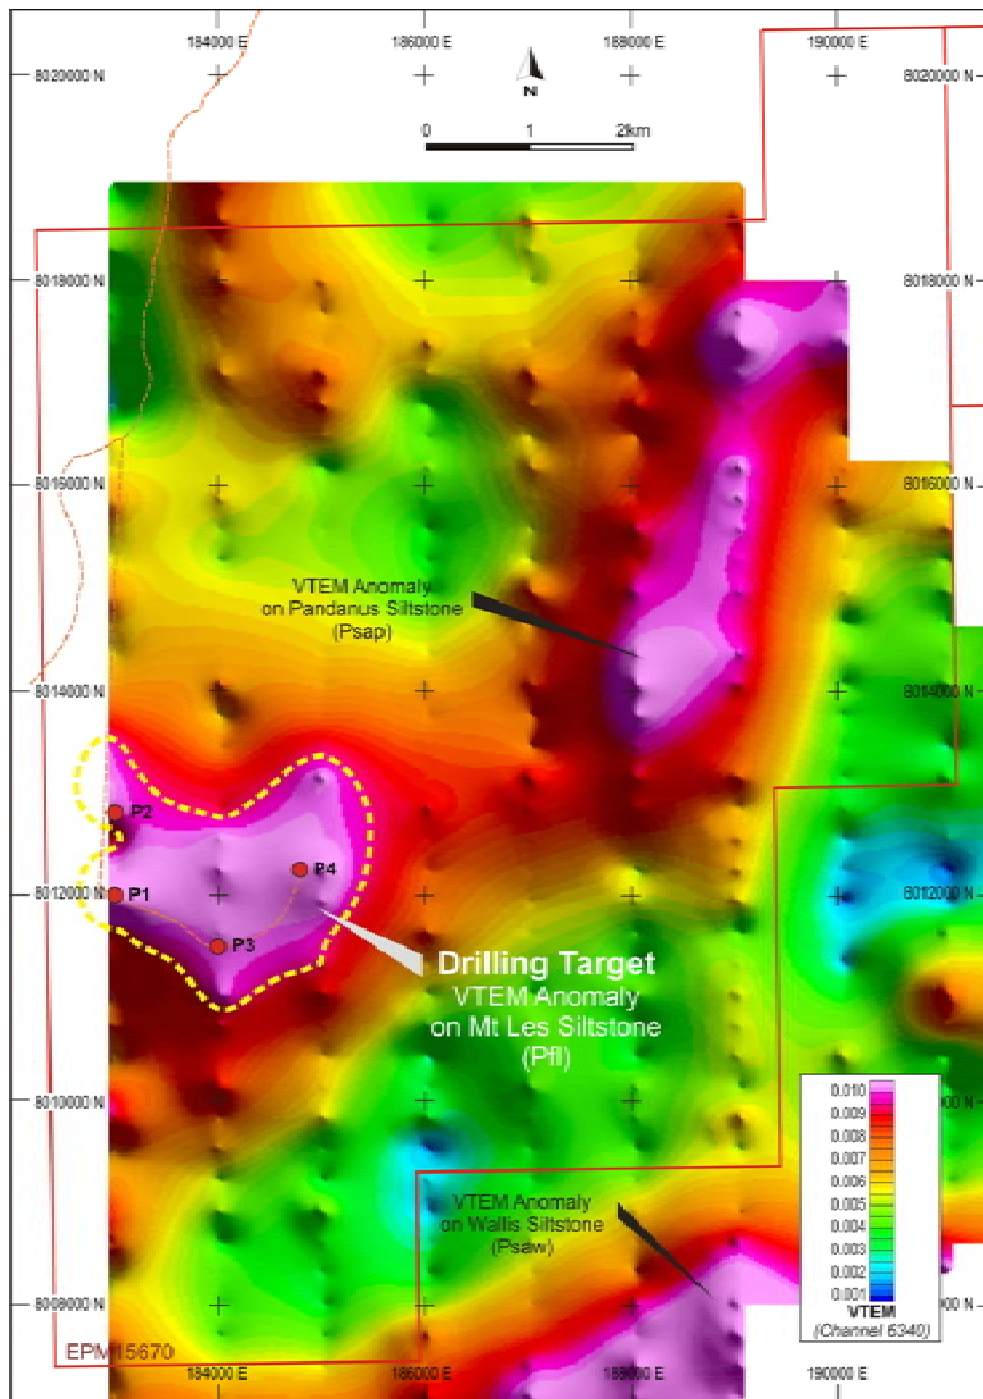 184000 E 186000 E 188000 E 190000 E
8020000 N 8020000 N
N
0 1 2km
8018000 N 8018000 N
8016000 N 8016000 N
VTEM Anomaly
on Pandanus Siltstone
(Psap)
8014000 N 8014000 N
P2
P4
8012000 N P1 8012000 N
P3
Drilling Target
VTEM Anomaly
on Mt Les Siltstone
(Pfl)
8010000 N 000 N
0.010
0.009
0.008
0.007
0.006
0.005
0.004
0.003
0.002
0.001
VTEM
(Channel 6340)
VTEM Anomaly
on Wallis Siltstone
(Psaw)
8008000 N 0 N
EPM15670
184000 E 186000 E 188000 E 190000 E